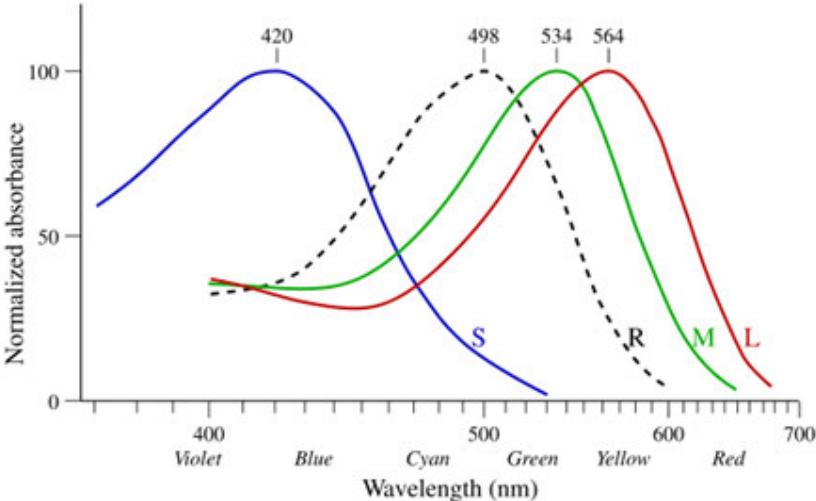 420 498 534 564
100
50
0
Normalized absorbance
S R M L
400 500 600 700
Violet Blue Cyan Green Yellow Red
Wavelength (nm)